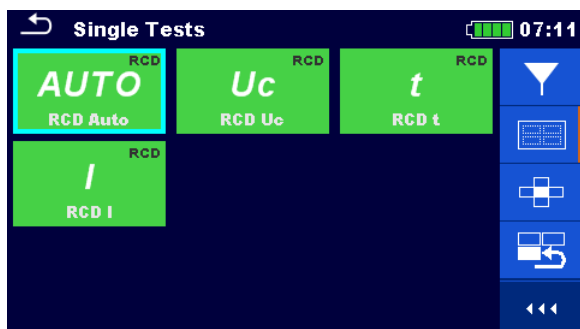 Single Tests 07:11
RCD RCD RCD
AUTO Uc t
RCD Auto RCD Uc RCD t
RCD
I
RCD I